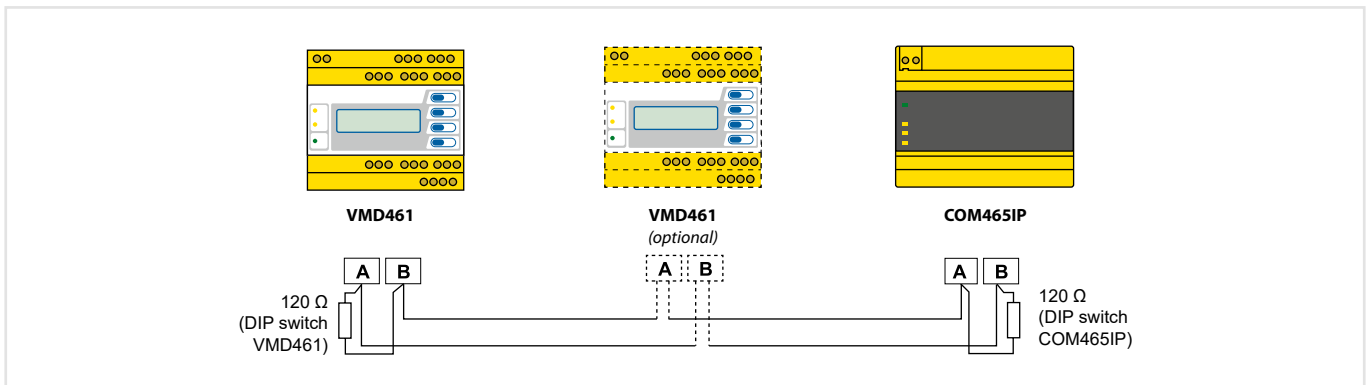 VMD461
VMD461
(optional)
COM465IP
A B
A B
A B
120 Ω
(DIP switch
VMD461)
120 Ω
(DIP switch
COM465IP)